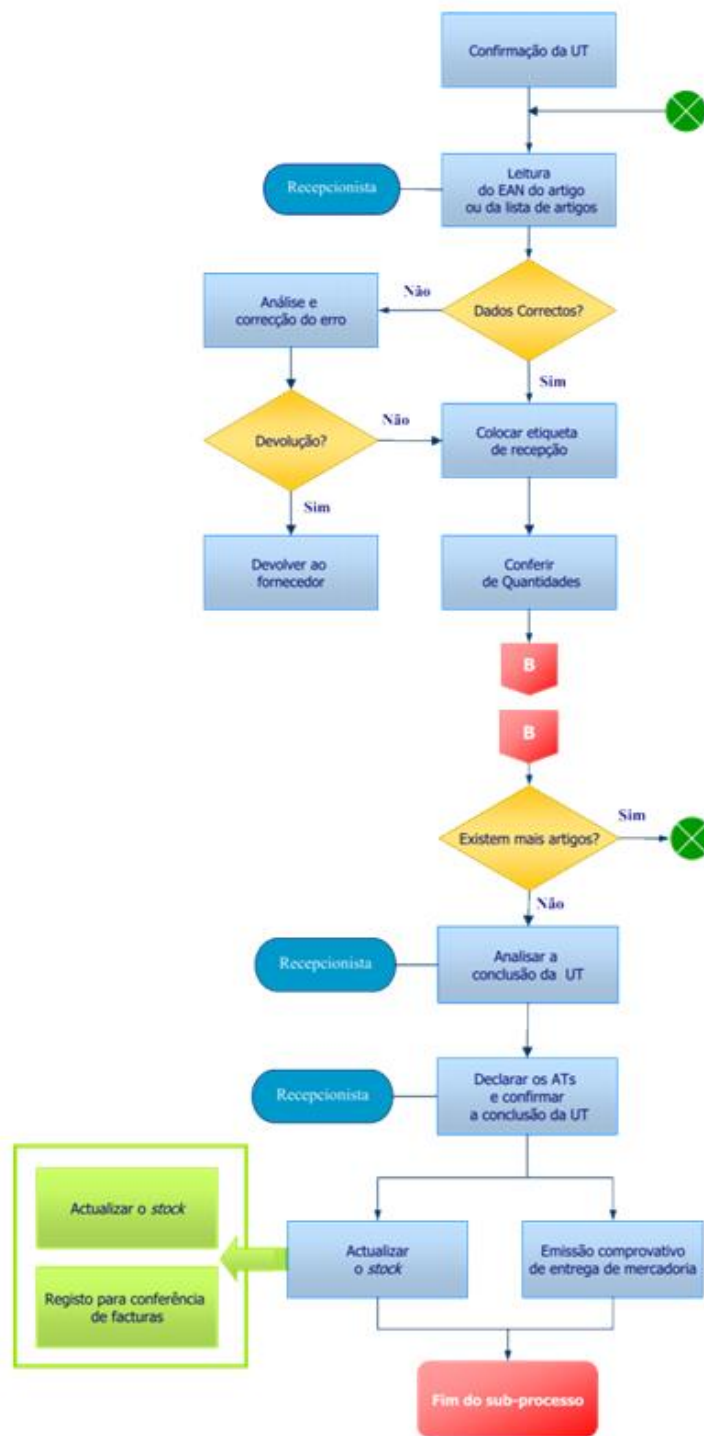 Confirmação da UT
Recepcionista
Leitura
do EAN do artigo
ou da lista de artigos
Análise e
correcção do erro
Não
Dados Correctos?
Sim
Devolução?
Não
Colocar etiqueta
de recepção
Sim
Devolver ao
fornecedor
Conferir
de Quantidades
B
B
Existem mais artigos?
Sim
Não
Recepcionista
Analisar a
conclusão da UT
Recepcionista
Declarar os ATs
e confirmar
a conclusão da UT
Actualizar o stock
Registo para conferência
de facturas
Actualizar
o stock
Emissão comprovativo
de entrega de mercadoria
Fim do sub-processo